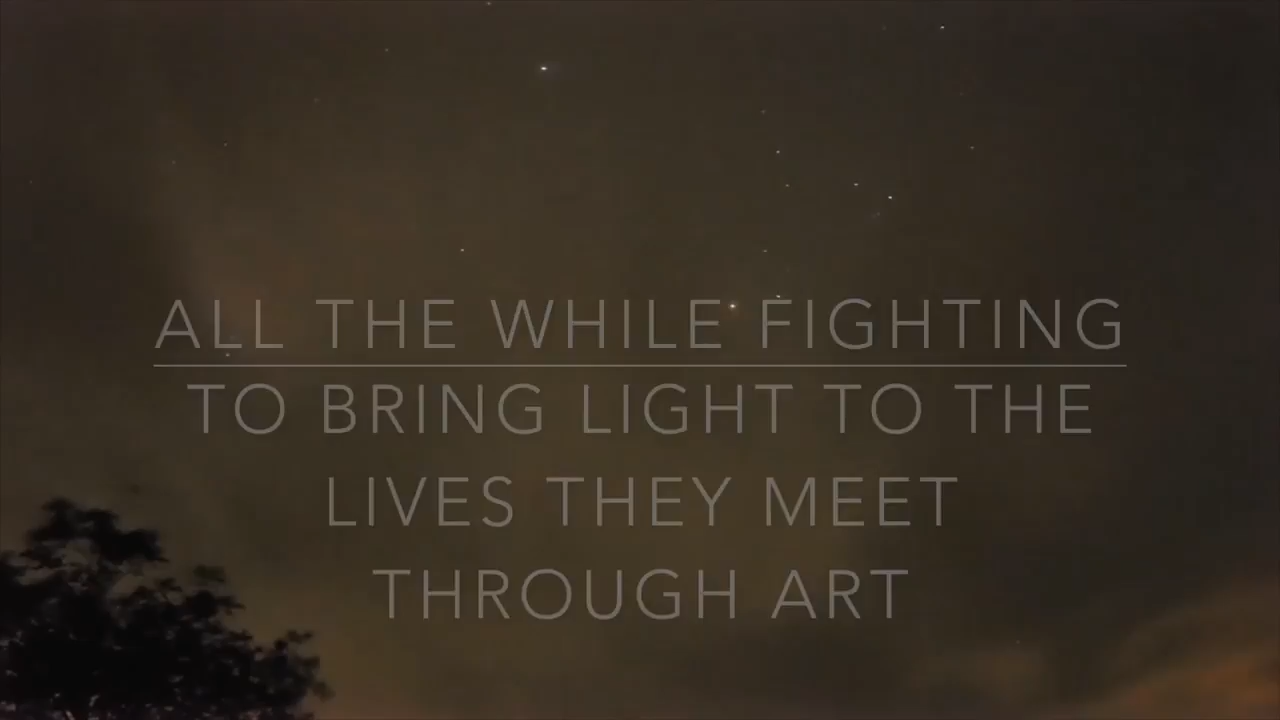 ALL THE WHILE FIGHTING
TO BRING LIGHT TO THE
LIVES THEY MEET
THROUGH ART